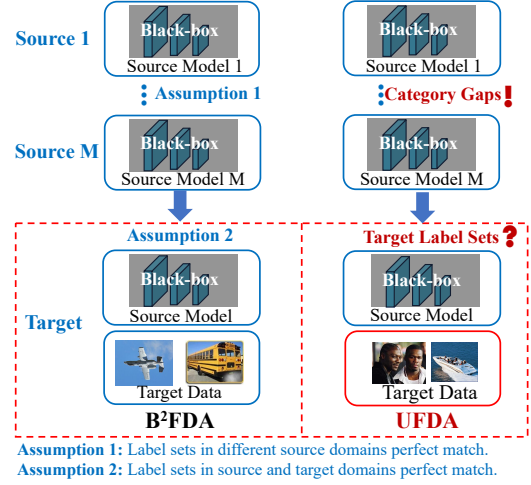 Source 1
Black-box
Source Model 1
Black-box
Source Model 1
Assumption 1
Category Gaps!
Source M
Black-box
Source Model M
Black-box
Source Model M
Assumption 2
Target Label Sets?
Target
Black-box
Source Model
Black-box
Source Model
Target Data
Target Data
B²FDA
UFDA
Assumption 1: Label sets in different source domains perfect match.
Assumption 2: Label sets in source and target domains perfect match.